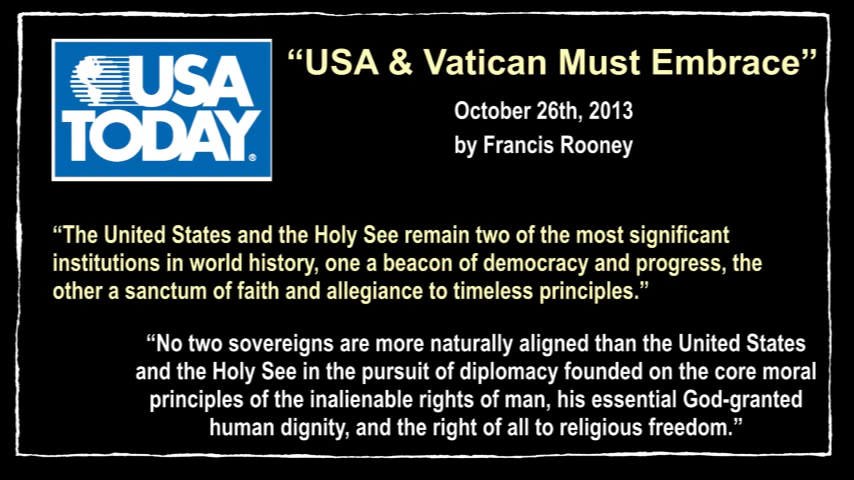 USA
TODAY.®
“USA & Vatican Must Embrace”
October 26th, 2013
by Francis Rooney
“The United States and the Holy See remain two of the most significant
institutions in world history, one a beacon of democracy and progress, the
other a sanctum of faith and allegiance to timeless principles.”
“No two sovereigns are more naturally aligned than the United States
and the Holy See in the pursuit of diplomacy founded on the core moral
principles of the inalienable rights of man, his essential God-granted
human dignity, and the right of all to religious freedom.”